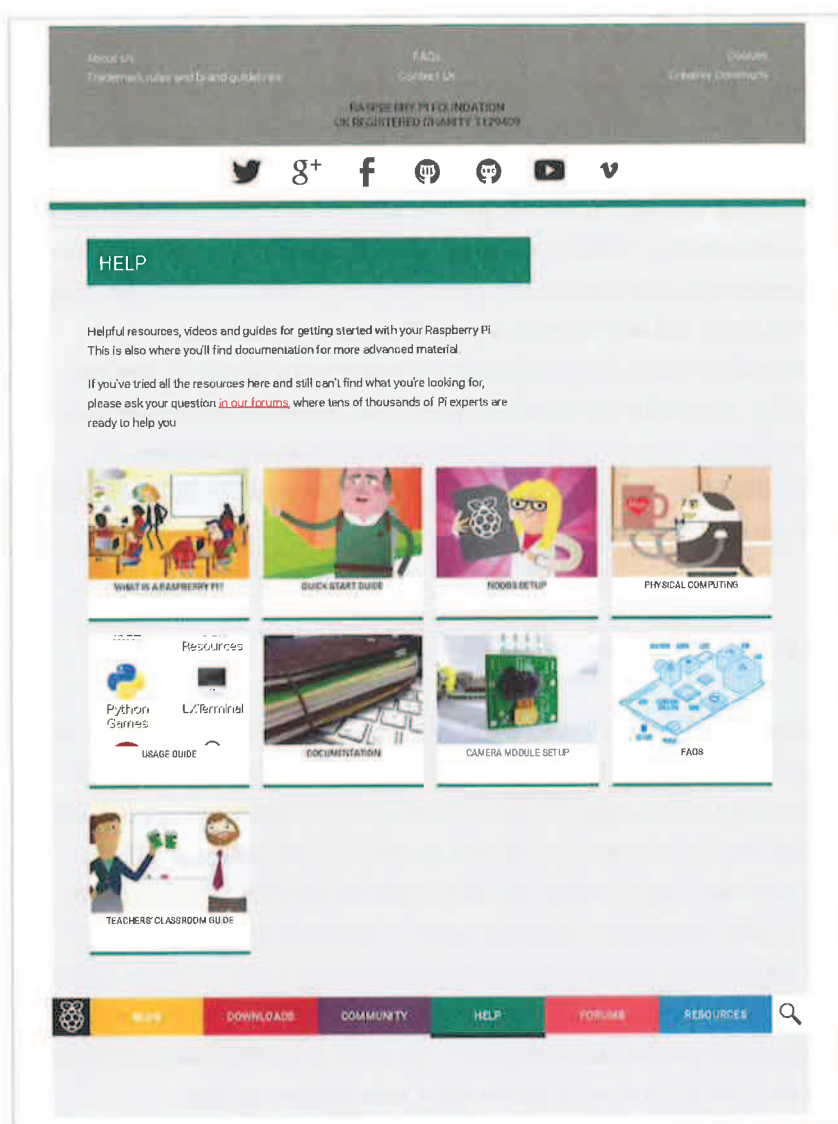 About Us
FAQs
Cookies
Trademark rules and brand guidelines
Contact Us
Creative Commons
RASPBERRY PI FOUNDATION
UK REGISTERED CHARITY 1129409
g+
HELP
Helpful resources, videos and guides for getting started with your Raspberry Pi.
This is also where you'll find documentation for more advanced material.
If you've tried all the resources here and still can't find what you're looking for,
please ask your question in our forums, where tens of thousands of Pi experts are
ready to help you
WHAT IS A RASPBERRY PI?
QUICK START GUIDE
NOOBS SETUP
PHYSICAL COMPUTING
Resources
Python
Games
LXTerminal
USAGE GUIDE
DOCUMENTATION
CAMERA MODULE SETUP
FAQS
TEACHERS' CLASSROOM GUIDE
BLOG
DOWNLOADS
COMMUNITY
HELP
FORUMS
RESOURCES